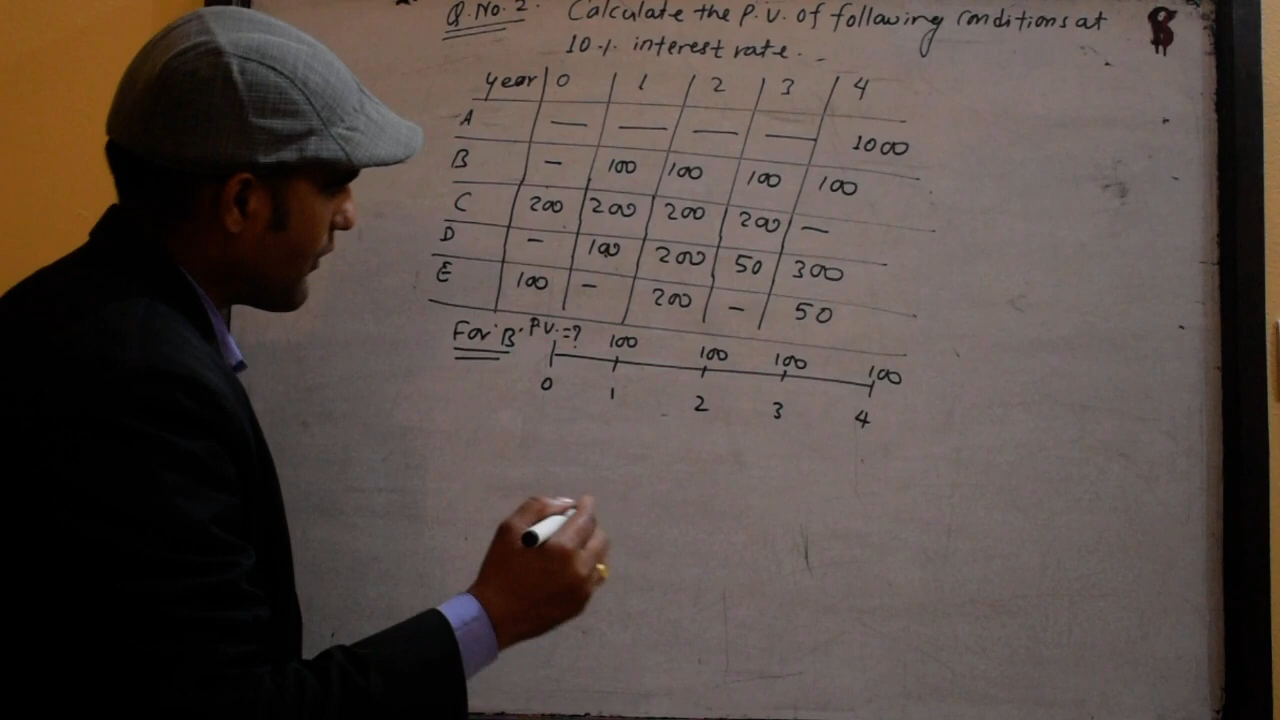 Q.No. 2. Calculate the P.V. of following conditions at
10.1. interest rate.
year 0 1 2 3 4
A — — — — 1000
B — 100 100 100 100
C 200 200 200 200 —
D — 100 200 50 300
E 100 — 200 — 50
For 'B' P.V.=? 100 100 100 100
0 1 2 3 4